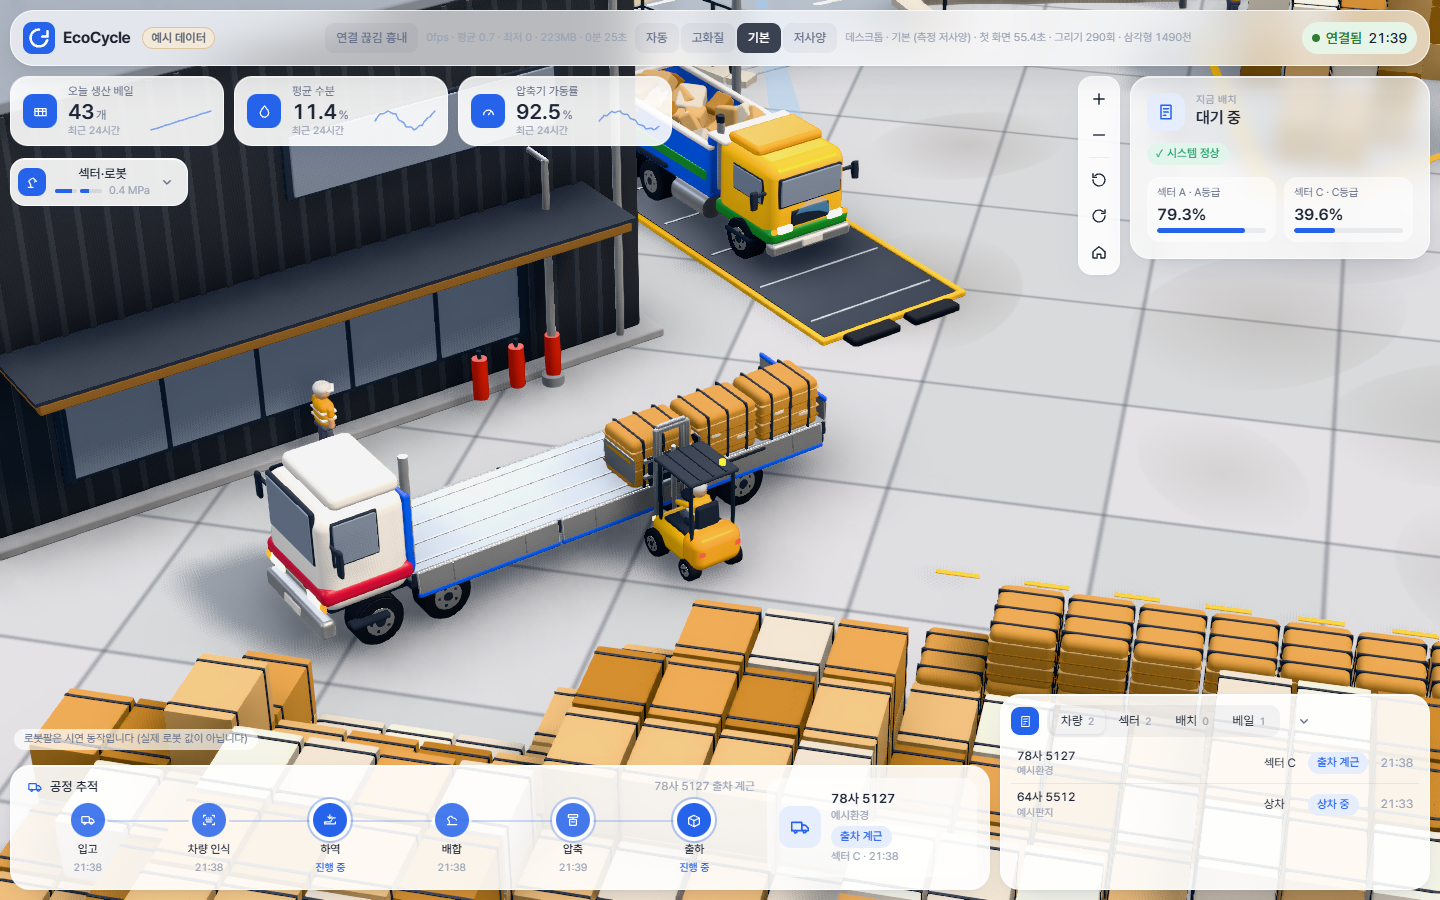 EcoCycle 예시 데이터
연결 끊김 흉내 0fps · 평균 0.7 · 최저 0 · 223MB · 0분 25초 자동 고화질 기본 저사양 데스크톱 · 기본 (측정 저사양) · 첫 화면 55.4초 · 그리기 290회 · 삼각형 1490천
연결됨 21:39
오늘 생산 베일
43개
최근 24시간
평균 수분
11.4%
최근 24시간
압축기 가동률
92.5%
최근 24시간
섹터·로봇
0.4 MPa
지금 배치
대기 중
✓ 시스템 정상
섹터 A · A등급
79.3%
섹터 C · C등급
39.6%
로봇팔은 시연 동작입니다 (실제 로봇 값이 아닙니다)
공정 추적
78사 5127 출차 계근
입고
21:38
차량 인식
21:38
하역
진행 중
배합
21:38
압축
21:39
출하
진행 중
78사 5127
예시환경
출차 계근
섹터 C · 21:38
차량 2 섹터 2 배치 0 베일 1
78사 5127
예시환경
섹터 C 출차 계근 21:38
64사 5512
예시판지
상차 상차 중 21:33